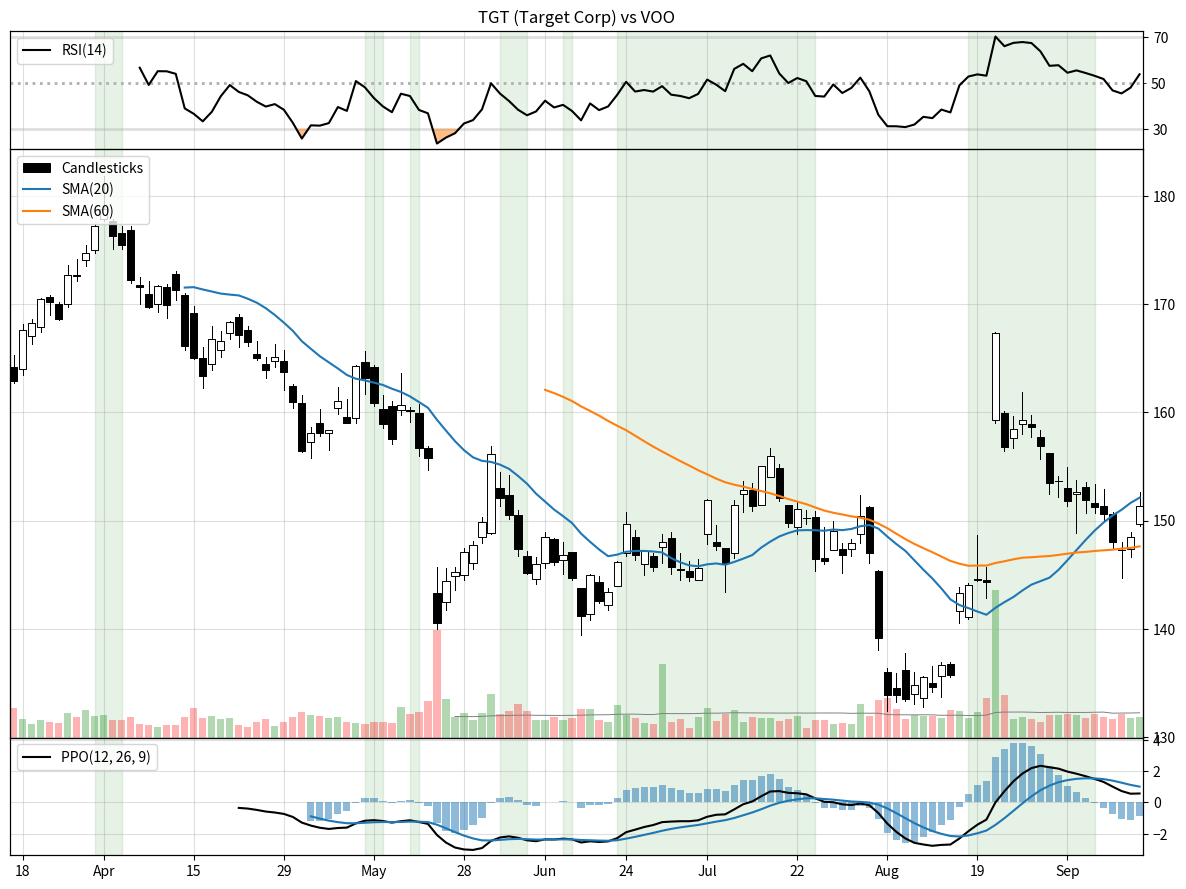 TGT (Target Corp) vs VOO
RSI(14)
70
50
30
Candlesticks
SMA(20)
SMA(60)
180
170
160
150
140
130
PPO(12, 26, 9)
4
2
0
−2
18 Apr 15 29 May 28 Jun 24 Jul 22 Aug 19 Sep